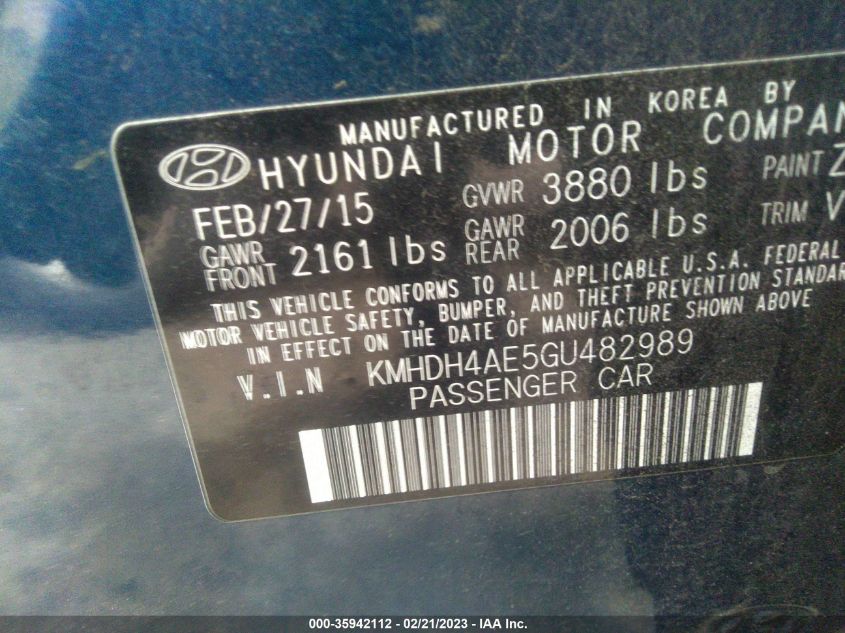 MANUFACTURED IN KOREA BY
HYUNDAI MOTOR COMPAN
FEB/27/15 GVWR 3880 lbs PAINT Z
GAWR FRONT 2161 lbs GAWR REAR 2006 lbs TRIM V
THIS VEHICLE CONFORMS TO ALL APPLICABLE U.S.A. FEDERAL
MOTOR VEHICLE SAFETY, BUMPER, AND THEFT PREVENTION STANDAR
IN EFFECT ON THE DATE OF MANUFACTURE SHOWN ABOVE
V.I.N KMHDH4AE5GU482989
PASSENGER CAR
000-35942112 - 02/21/2023 - IAA Inc.